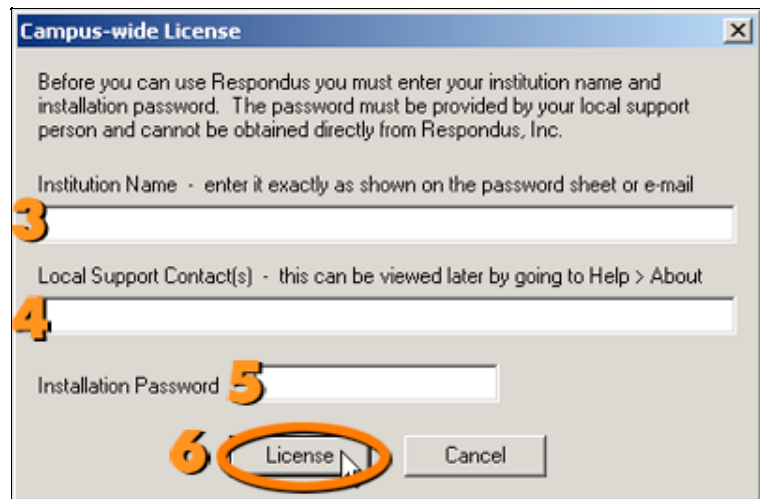 Campus-wide License
Before you can use Respondus you must enter your institution name and
installation password. The password must be provided by your local support
person and cannot be obtained directly from Respondus, Inc.
Institution Name - enter it exactly as shown on the password sheet or e-mail
3
Local Support Contact(s) - this can be viewed later by going to Help > About
4
Installation Password 5
6 License Cancel